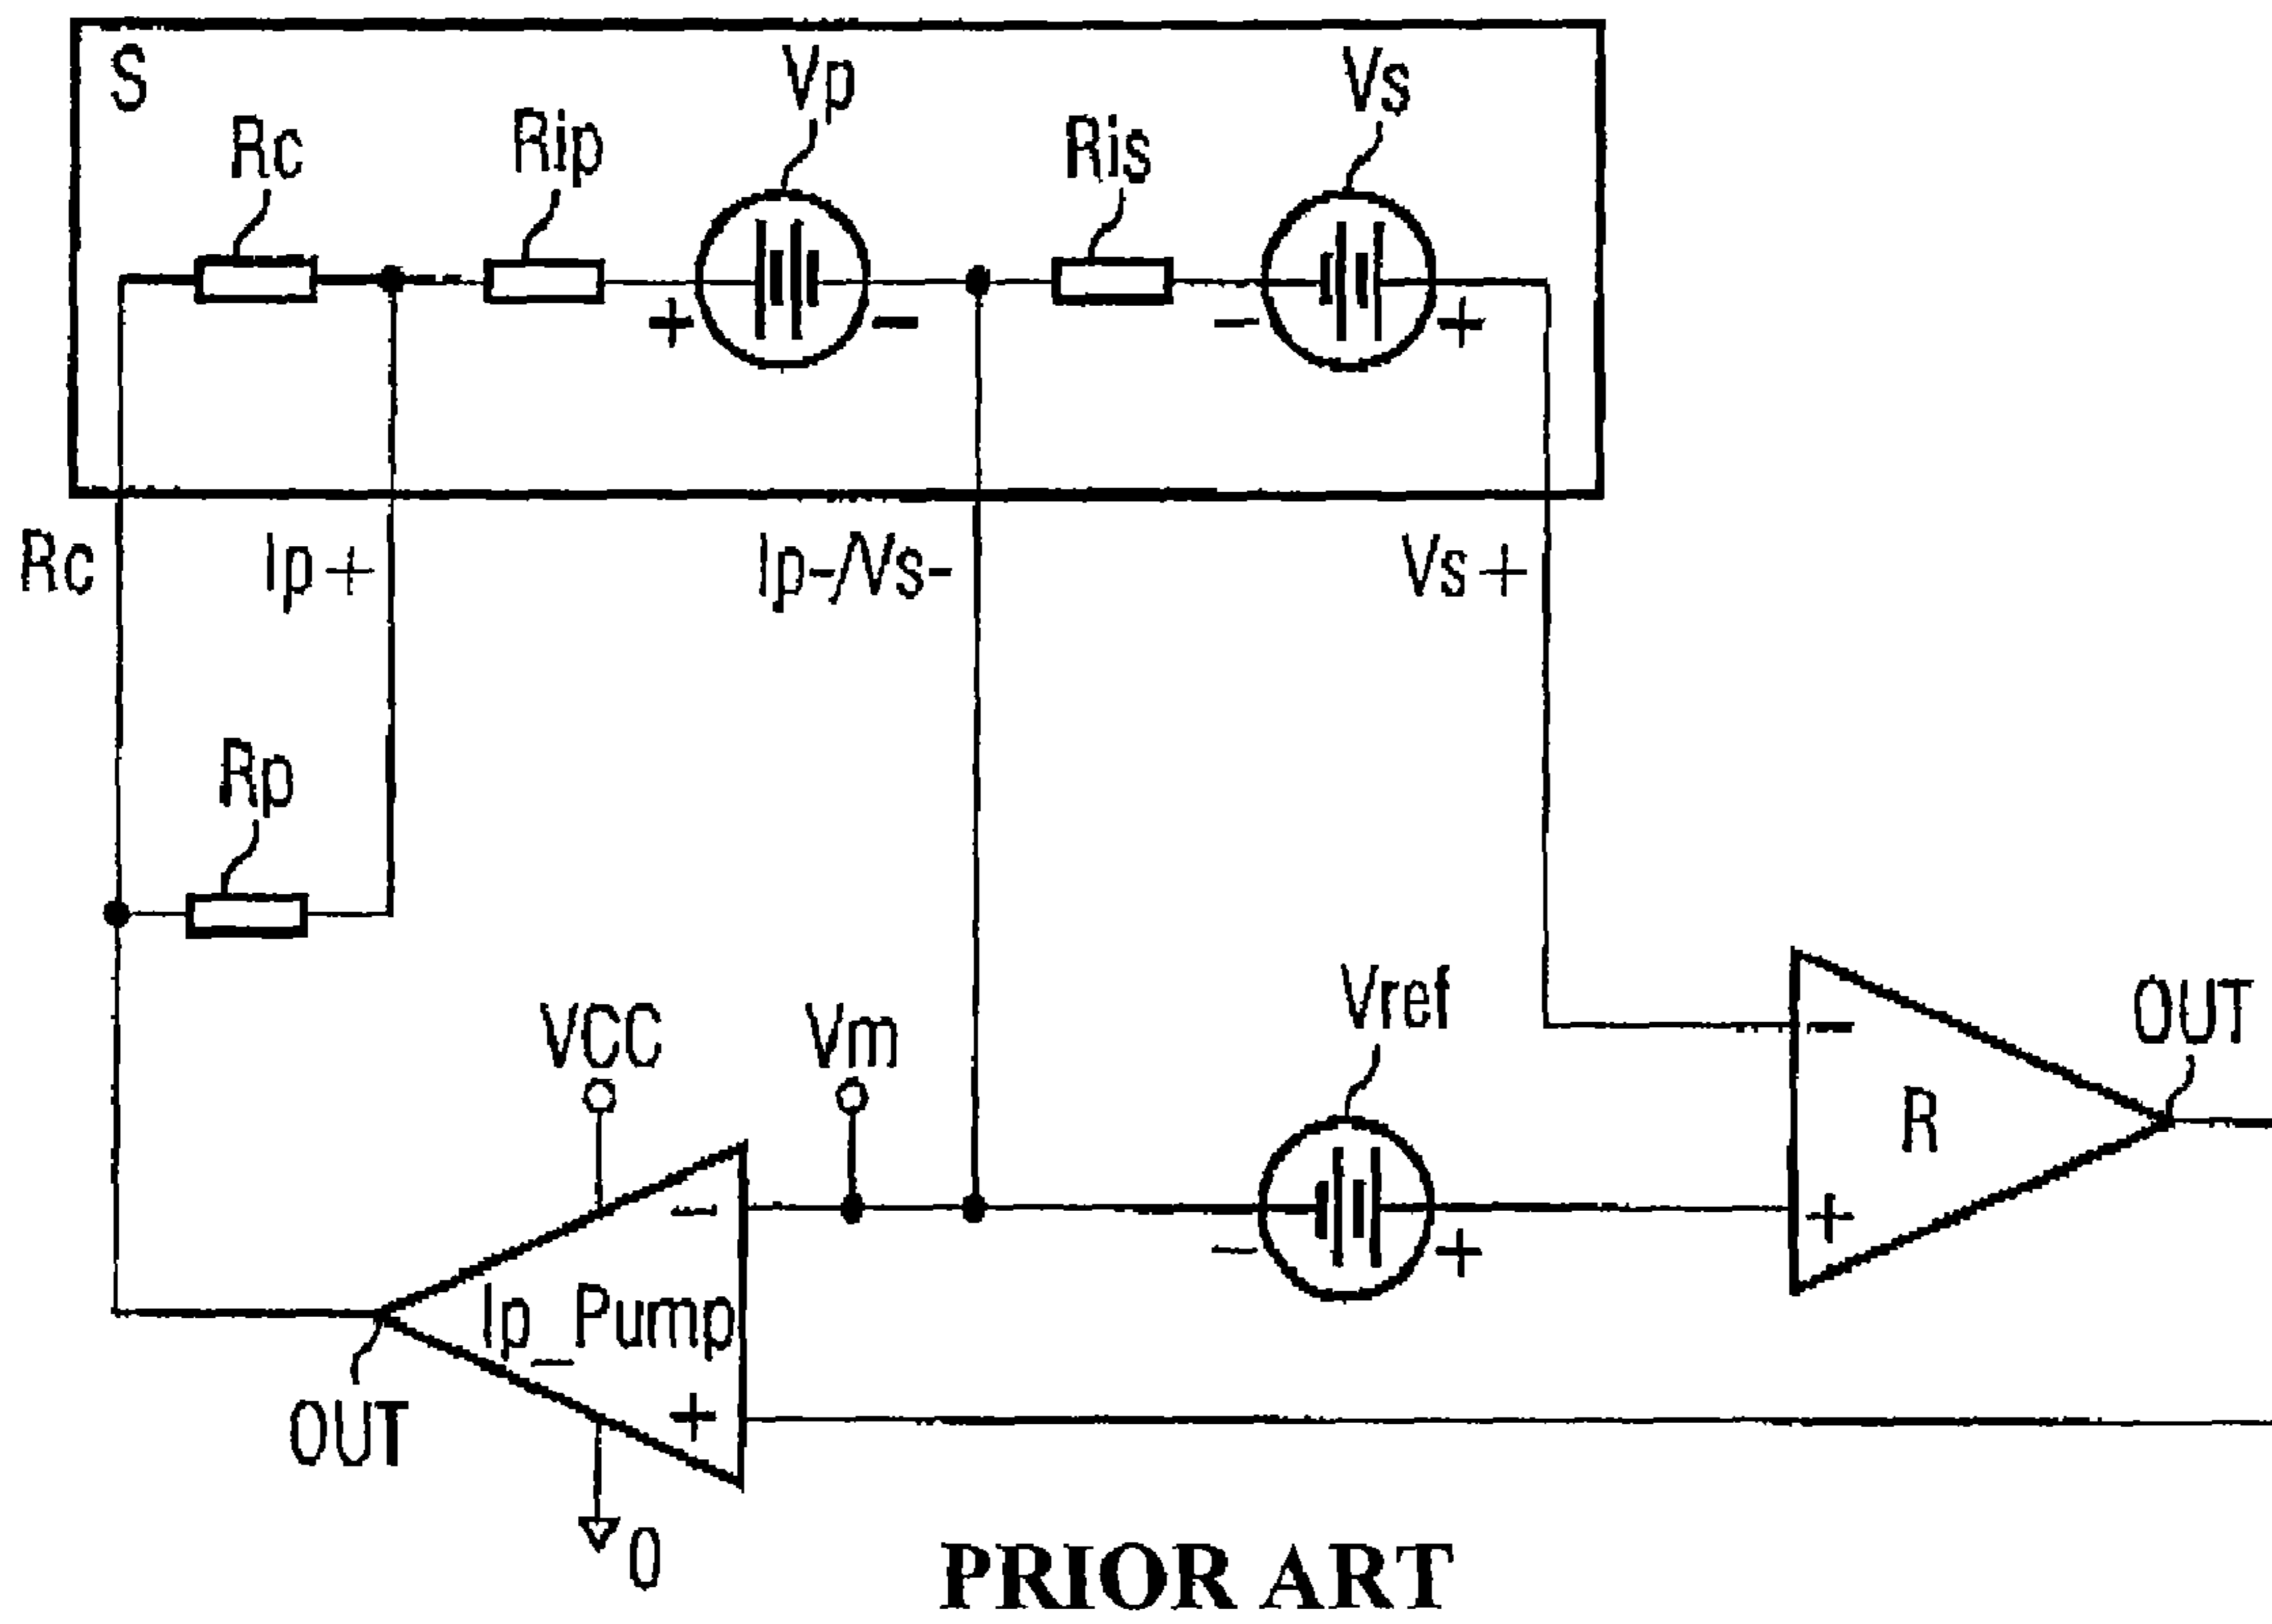 S
Vp
Vs
Rc
Rip
Ris
+
−
−
+
Rc
Ip+
Ip-/Vs-
Vs+
Rp
VCC
Vm
Vref
−
OUT
R
−
−
+
+
Ip_Pump
+
OUT
0
PRIOR ART